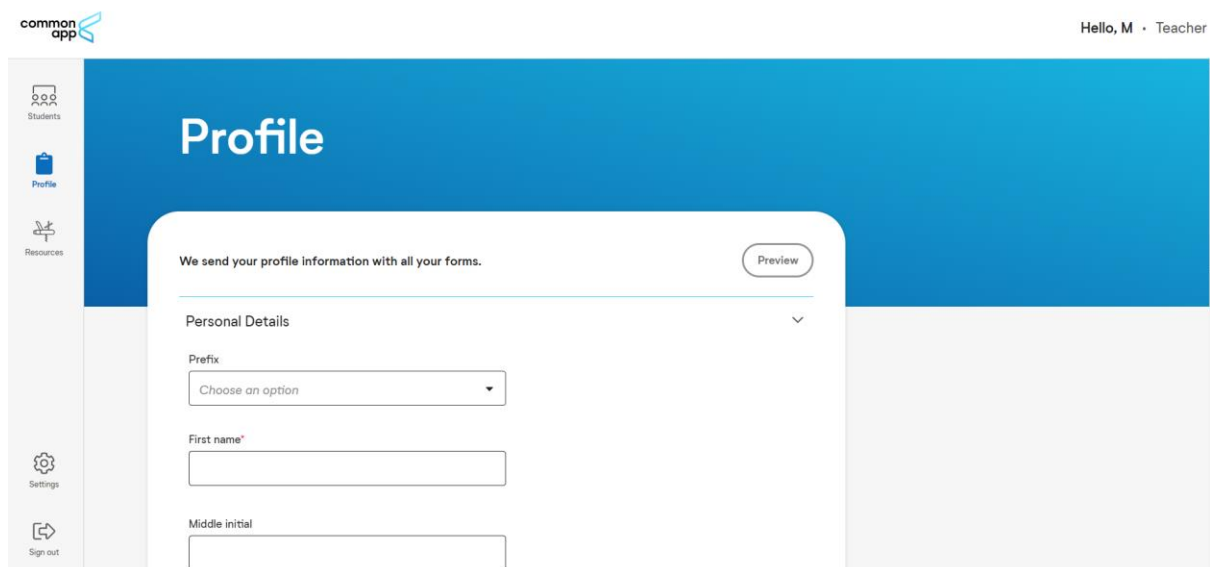 common
app
Hello, M · Teacher
Students
Profile
Resources
Settings
Sign out
Profile
We send your profile information with all your forms.
Preview
Personal Details
Prefix
Choose an option
First name*
Middle initial